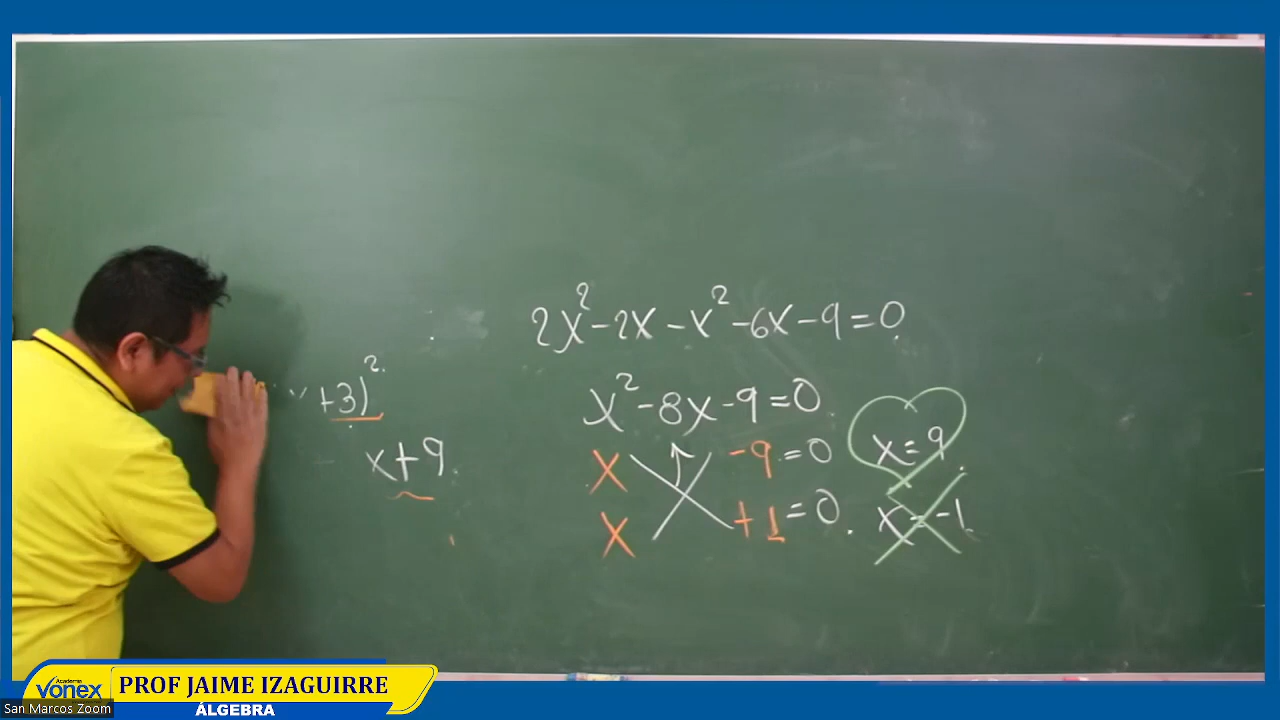 2x²-2x-x²-6x-9=0
+3)².
x²-8x-9=0
x+9
x -9=0
x=9
x +1=0
x=-1
Academia
Vonex
PROF JAIME IZAGUIRRE
ÁLGEBRA
San Marcos Zoom